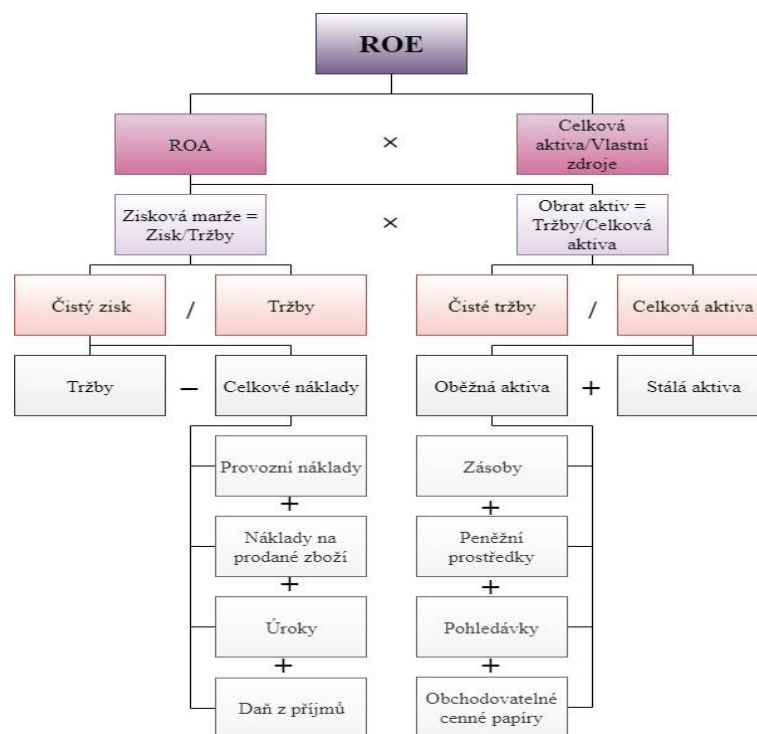 ROE
ROA
×
Celková
aktiva/Vlastní
zdroje
Zisková marže =
Zisk/Tržby
×
Obrat aktiv =
Tržby/Celková
aktiva
Čistý zisk
/
Tržby
Čisté tržby
/
Celková aktiva
Tržby
−
Celkové náklady
Oběžná aktiva
+
Stálá aktiva
Provozní náklady
+
Náklady na
prodané zboží
+
Úroky
+
Daň z příjmů
Zásoby
+
Peněžní
prostředky
+
Pohledávky
+
Obchodovatelné
cenné papíry